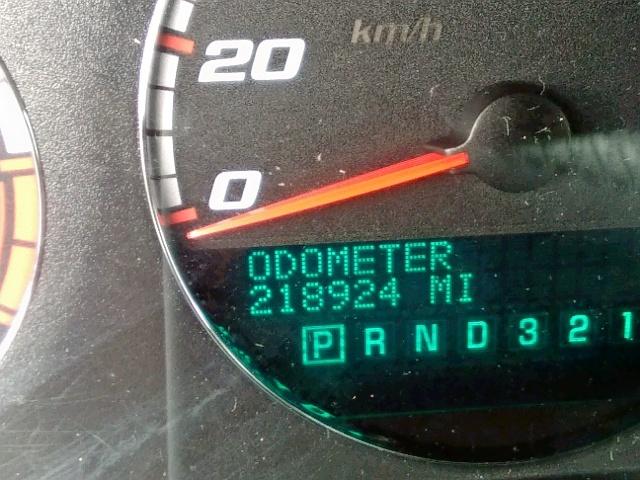 km/h
20
0
ODOMETER
218924 MI
P R N D 3 2 1